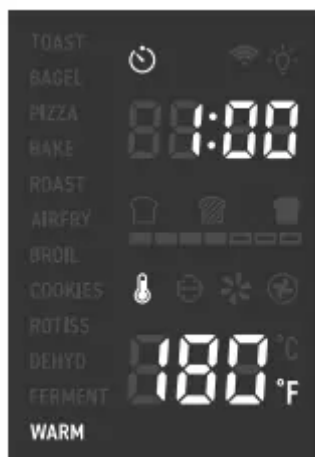 TOAST
BAGEL
PIZZA
BAKE
ROAST
AIRFRY
BROIL
COOKIES
ROTISS
DEHYD
FERMENT
WARM
1:00
°C
180 °F